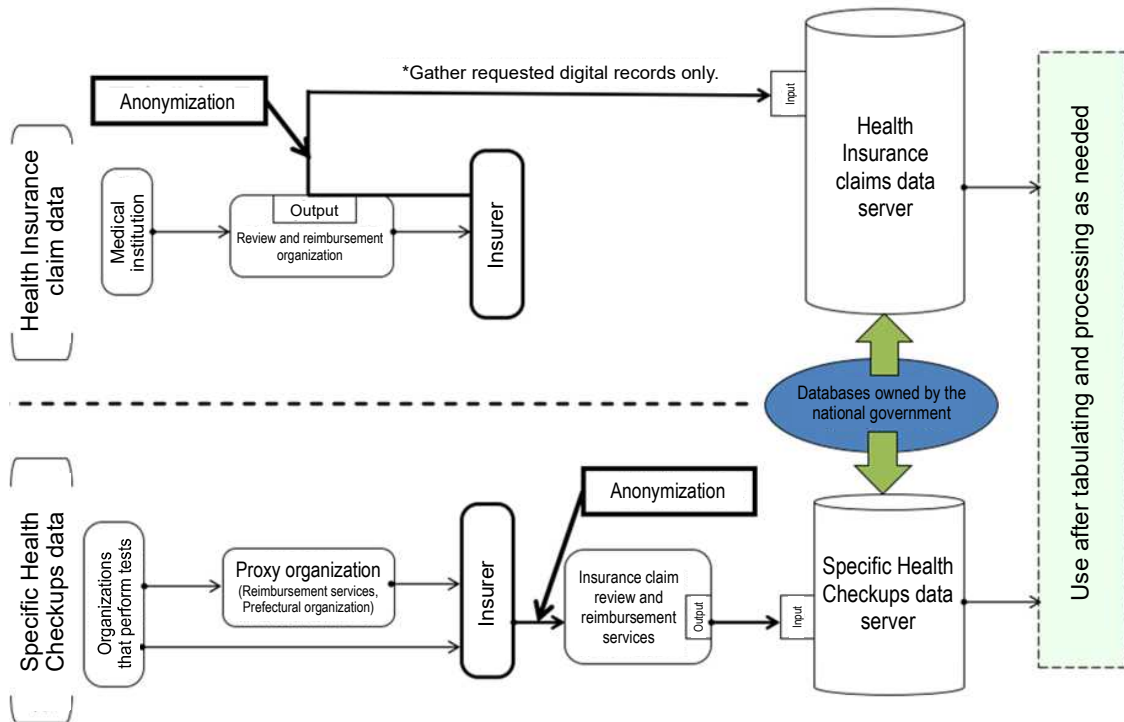 *Gather requested digital records only.
Anonymization
Input
Health Insurance
claim data
Medical
institution
Output
Review and reimbursement
organization
Insurer
Health
Insurance
claims data
server
Use after tabulating and processing as needed
Databases owned by the
national government
Specific Health
Checkups data
Organizations
that perform tests
Proxy organization
(Reimbursement services,
Prefectural organization)
Insurer
Anonymization
Insurance claim
review and
reimbursement
services
Output
Input
Specific Health
Checkups data
server